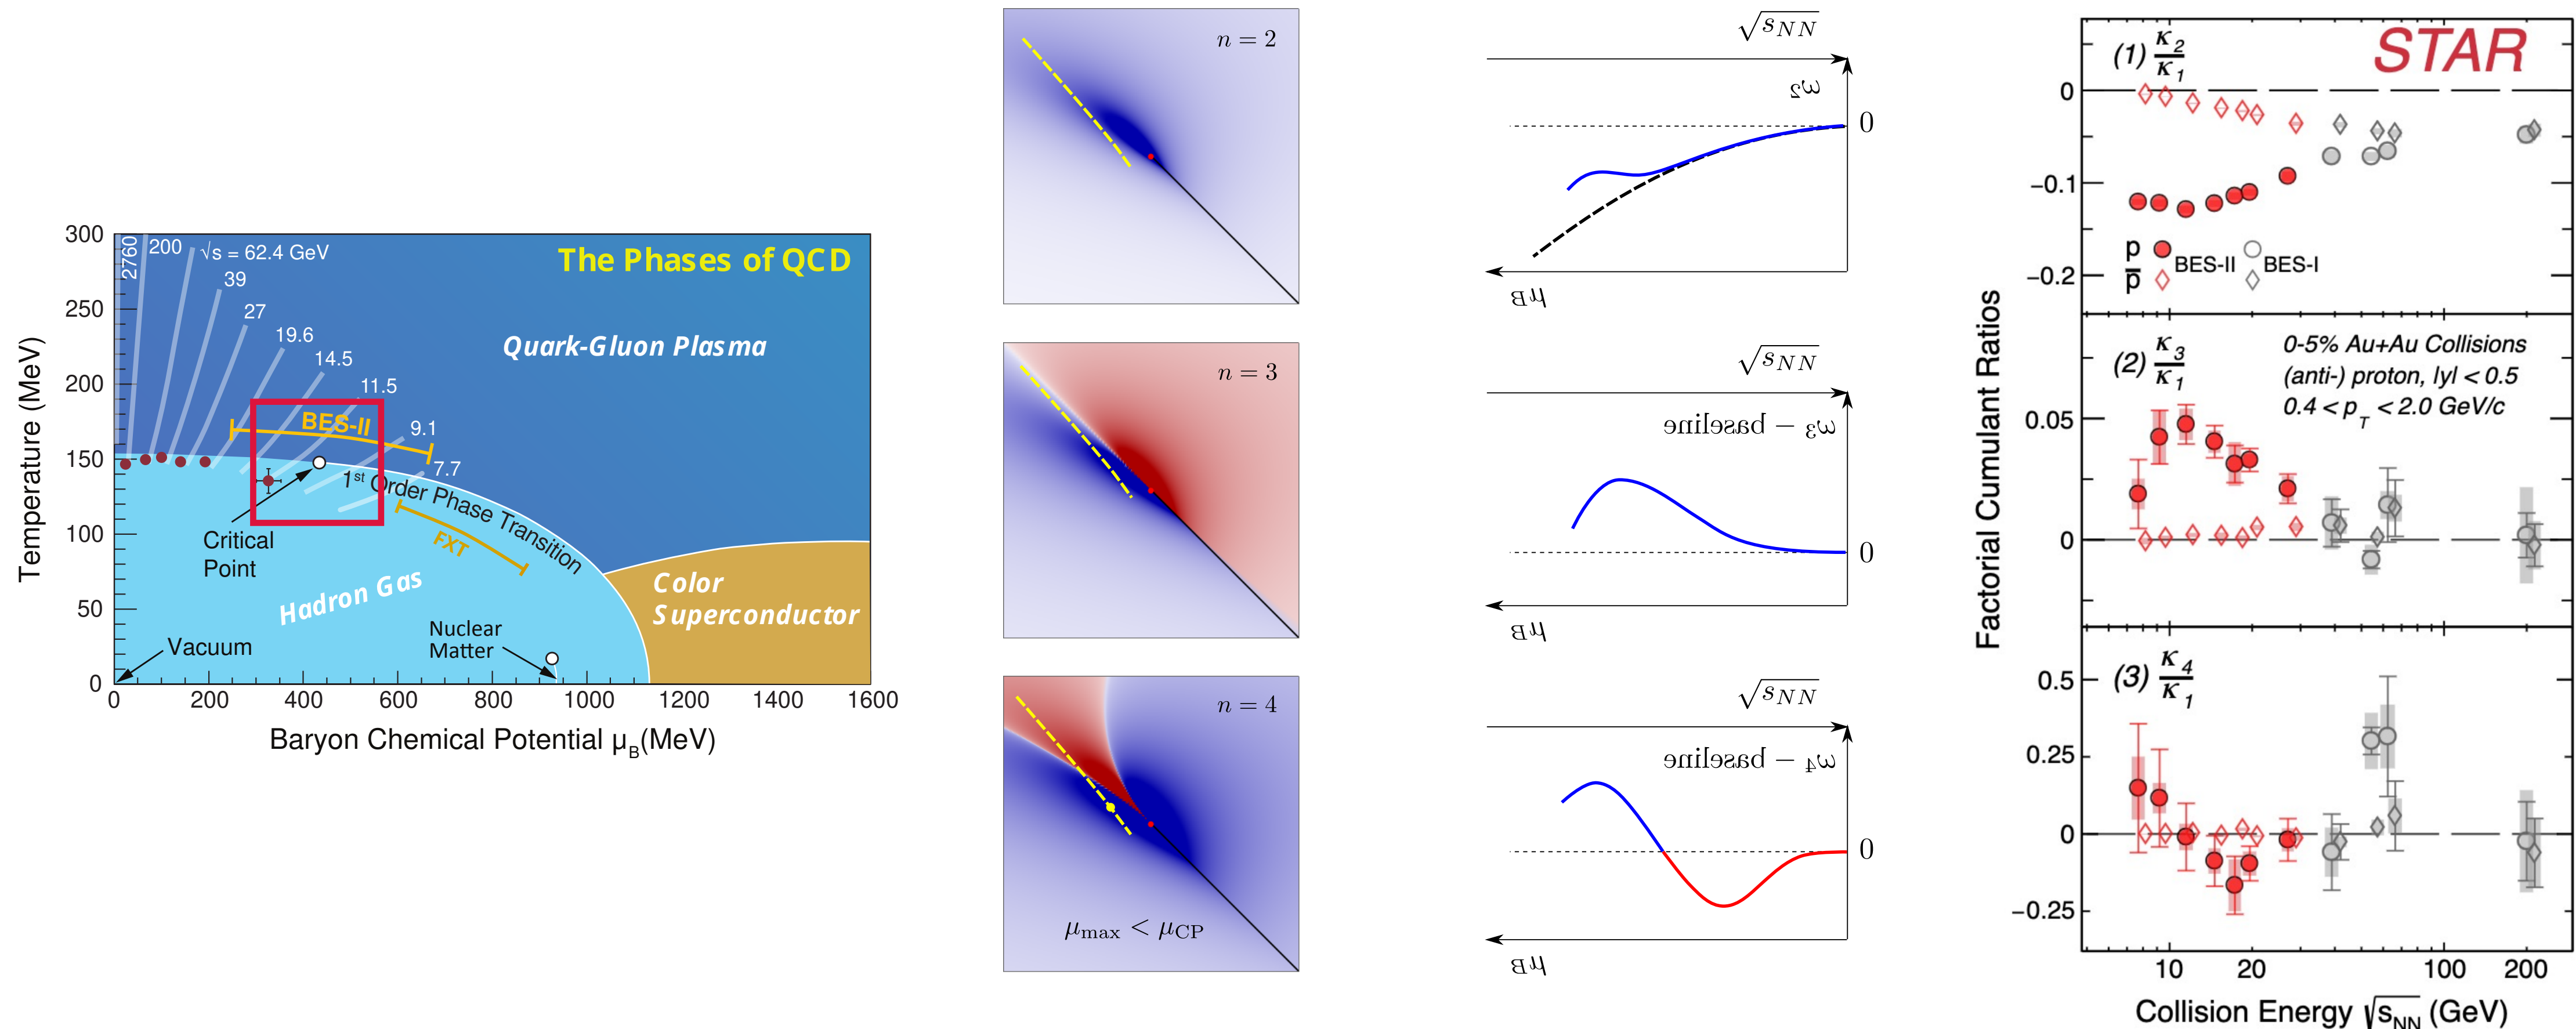 300
250
200
150
100
50
0
Temperature (MeV)
2760
200
√s = 62.4 GeV
39
27
19.6
14.5
11.5
9.1
7.7
The Phases of QCD
Quark-Gluon Plasma
BES-II
1st Order Phase Transition
Critical
Point
FXT
Hadron Gas
Color
Superconductor
Vacuum
Nuclear
Matter
0
200
400
600
800
1000
1200
1400
1600
Baryon Chemical Potential μB(MeV)
n = 2
n = 3
n = 4
μmax < μCP
√sNN
ω2
0
μB
√sNN
ω3 − baseline
0
μB
√sNN
ω4 − baseline
0
μB
Factorial Cumulant Ratios
STAR
(1) κ2/κ1
0
−0.1
−0.2
p
p̅
BES-II
BES-I
(2) κ3/κ1
0-5% Au+Au Collisions
(anti-) proton, |y| < 0.5
0.4 < pT < 2.0 GeV/c
0.05
0
(3) κ4/κ1
0.5
0.25
0
−0.25
10
20
100
200
Collision Energy √sNN (GeV)